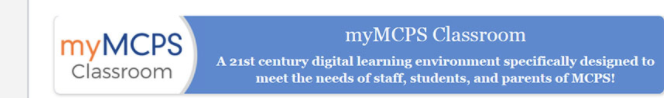 myMCPS
Classroom
myMCPS Classroom
A 21st century digital learning environment specifically designed to
meet the needs of staff, students, and parents of MCPS!